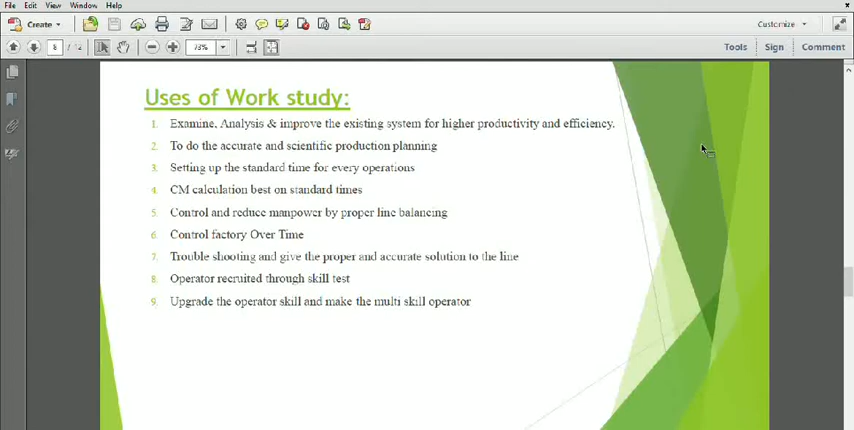 File Edit View Window Help
Create Customize
8 / 12 73% Tools Sign Comment
Uses of Work study:
1. Examine, Analysis & improve the existing system for higher productivity and efficiency.
2. To do the accurate and scientific production planning
3. Setting up the standard time for every operations
4. CM calculation best on standard times
5. Control and reduce manpower by proper line balancing
6. Control factory Over Time
7. Trouble shooting and give the proper and accurate solution to the line
8. Operator recruited through skill test
9. Upgrade the operator skill and make the multi skill operator